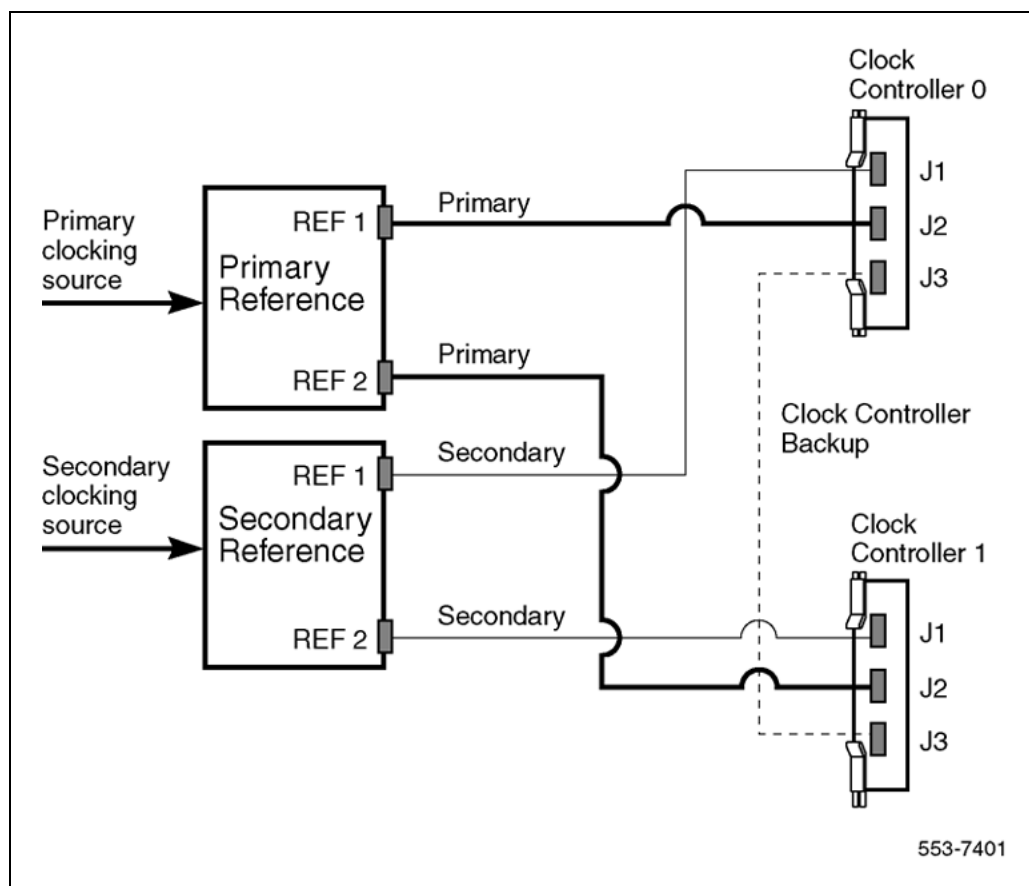 Clock
Controller 0
J1
J2
J3
Primary
clocking
source
REF 1
Primary
Reference
REF 2
Primary
Primary
Secondary
clocking
source
REF 1
Secondary
Reference
REF 2
Secondary
Secondary
Clock Controller
Backup
Clock
Controller 1
J1
J2
J3
553-7401